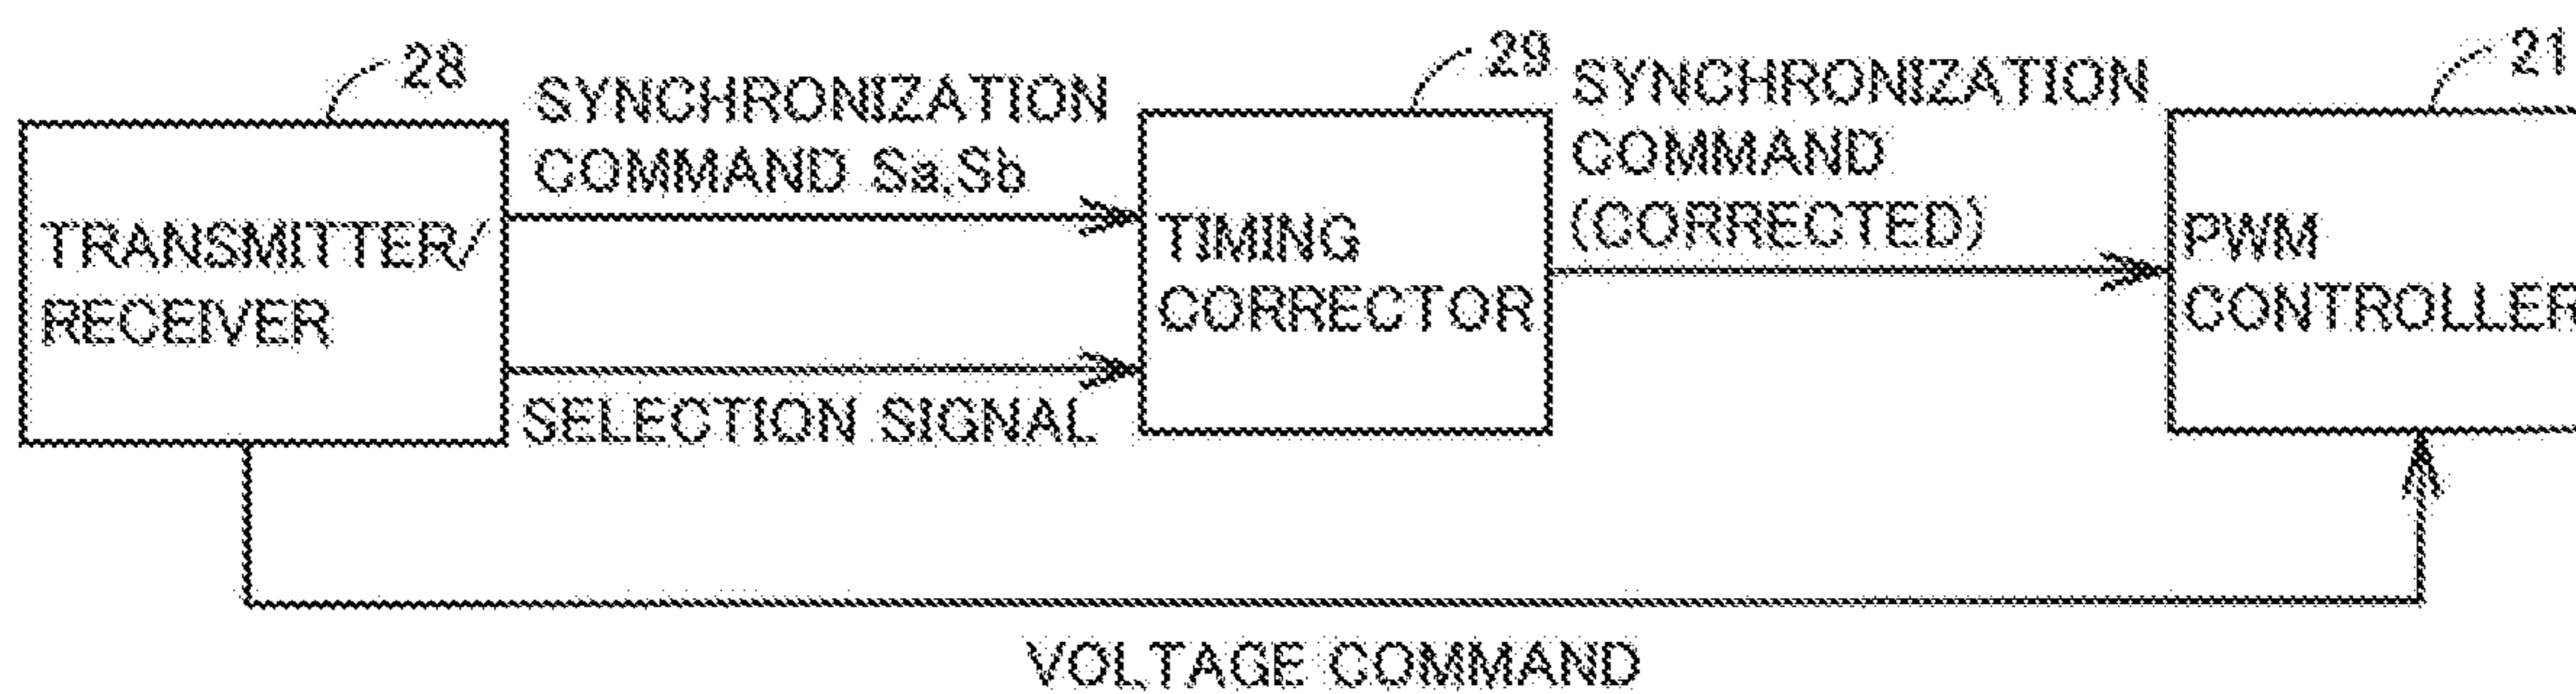 28
SYNCHRONIZATION
COMMAND Sa,Sb
TRANSMITTER/
RECEIVER
SELECTION SIGNAL
29
TIMING
CORRECTOR
SYNCHRONIZATION
COMMAND
(CORRECTED)
21
PWM
CONTROLLER
VOLTAGE COMMAND